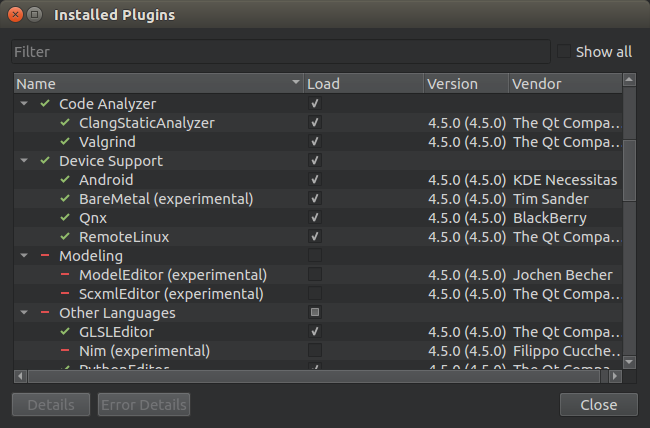 Installed Plugins
Filter
Show all
Name Load Version Vendor
Code Analyzer
ClangStaticAnalyzer 4.5.0 (4.5.0) The Qt Compa...
Valgrind 4.5.0 (4.5.0) The Qt Compa...
Device Support
Android 4.5.0 (4.5.0) KDE Necessitas
BareMetal (experimental) 4.5.0 (4.5.0) Tim Sander
Qnx 4.5.0 (4.5.0) BlackBerry
RemoteLinux 4.5.0 (4.5.0) The Qt Compa...
Modeling
ModelEditor (experimental) 4.5.0 (4.5.0) Jochen Becher
ScxmlEditor (experimental) 4.5.0 (4.5.0) The Qt Compa...
Other Languages
GLSLEditor 4.5.0 (4.5.0) The Qt Compa...
Nim (experimental) 4.5.0 (4.5.0) Filippo Cucche...
PythonEditor 4.5.0 (4.5.0) The Qt Compa...
Details Error Details Close